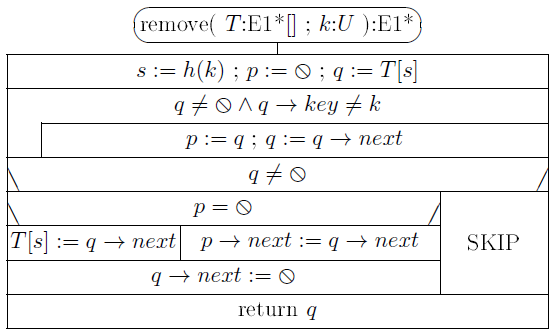 remove( T:E1*[] ; k:U ):E1*
s := h(k) ; p := ⦸ ; q := T[s]
q ≠ ⦸ ∧ q → key ≠ k
p := q ; q := q → next
q ≠ ⦸
p = ⦸
T[s] := q → next p → next := q → next
SKIP
q → next := ⦸
return q